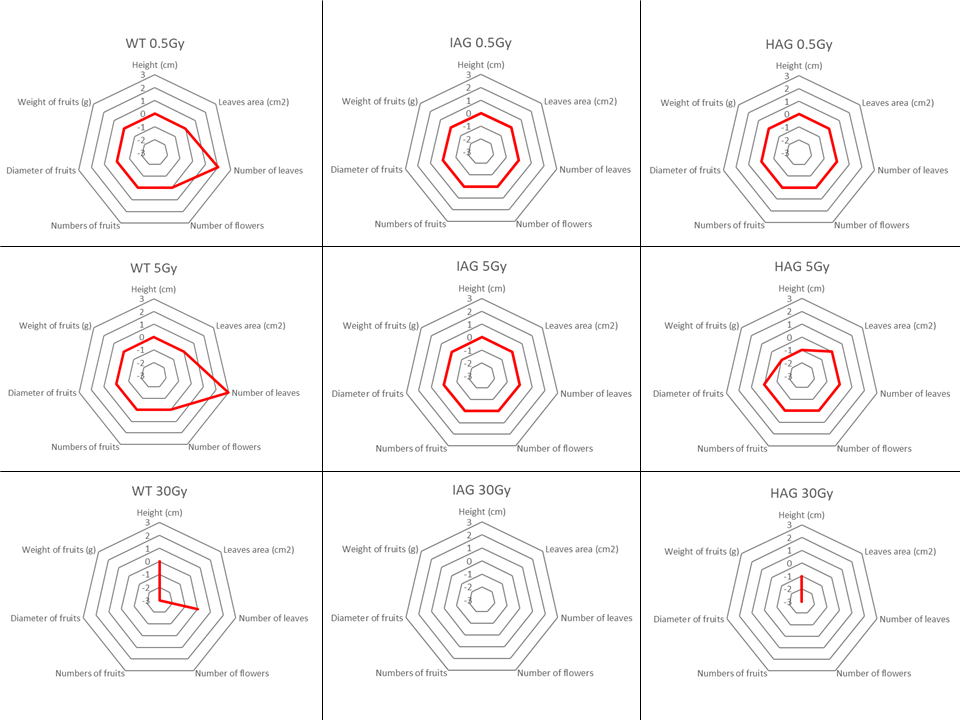 WT 0.5Gy
Height (cm)
3
2
1
0
-1
-2
-3
Leaves area (cm2)
Number of leaves
Number of flowers
Numbers of fruits
Diameter of fruits
Weight of fruits (g)
IAG 0.5Gy
Height (cm)
3
2
1
0
-1
-2
-3
Leaves area (cm2)
Number of leaves
Number of flowers
Numbers of fruits
Diameter of fruits
Weight of fruits (g)
HAG 0.5Gy
Height (cm)
3
2
1
0
-1
-2
-3
Leaves area (cm2)
Number of leaves
Number of flowers
Numbers of fruits
Diameter of fruits
Weight of fruits (g)
WT 5Gy
Height (cm)
3
2
1
0
-1
-2
-3
Leaves area (cm2)
Number of leaves
Number of flowers
Numbers of fruits
Diameter of fruits
Weight of fruits (g)
IAG 5Gy
Height (cm)
3
2
1
0
-1
-2
-3
Leaves area (cm2)
Number of leaves
Number of flowers
Numbers of fruits
Diameter of fruits
Weight of fruits (g)
HAG 5Gy
Height (cm)
3
2
1
0
-1
-2
-3
Leaves area (cm2)
Number of leaves
Number of flowers
Numbers of fruits
Diameter of fruits
Weight of fruits (g)
WT 30Gy
Height (cm)
3
2
1
0
-1
-2
-3
Leaves area (cm2)
Number of leaves
Number of flowers
Numbers of fruits
Diameter of fruits
Weight of fruits (g)
IAG 30Gy
Height (cm)
3
2
1
0
-1
-2
-3
Leaves area (cm2)
Number of leaves
Number of flowers
Numbers of fruits
Diameter of fruits
Weight of fruits (g)
HAG 30Gy
Height (cm)
3
2
1
0
-1
-2
-3
Leaves area (cm2)
Number of leaves
Number of flowers
Numbers of fruits
Diameter of fruits
Weight of fruits (g)